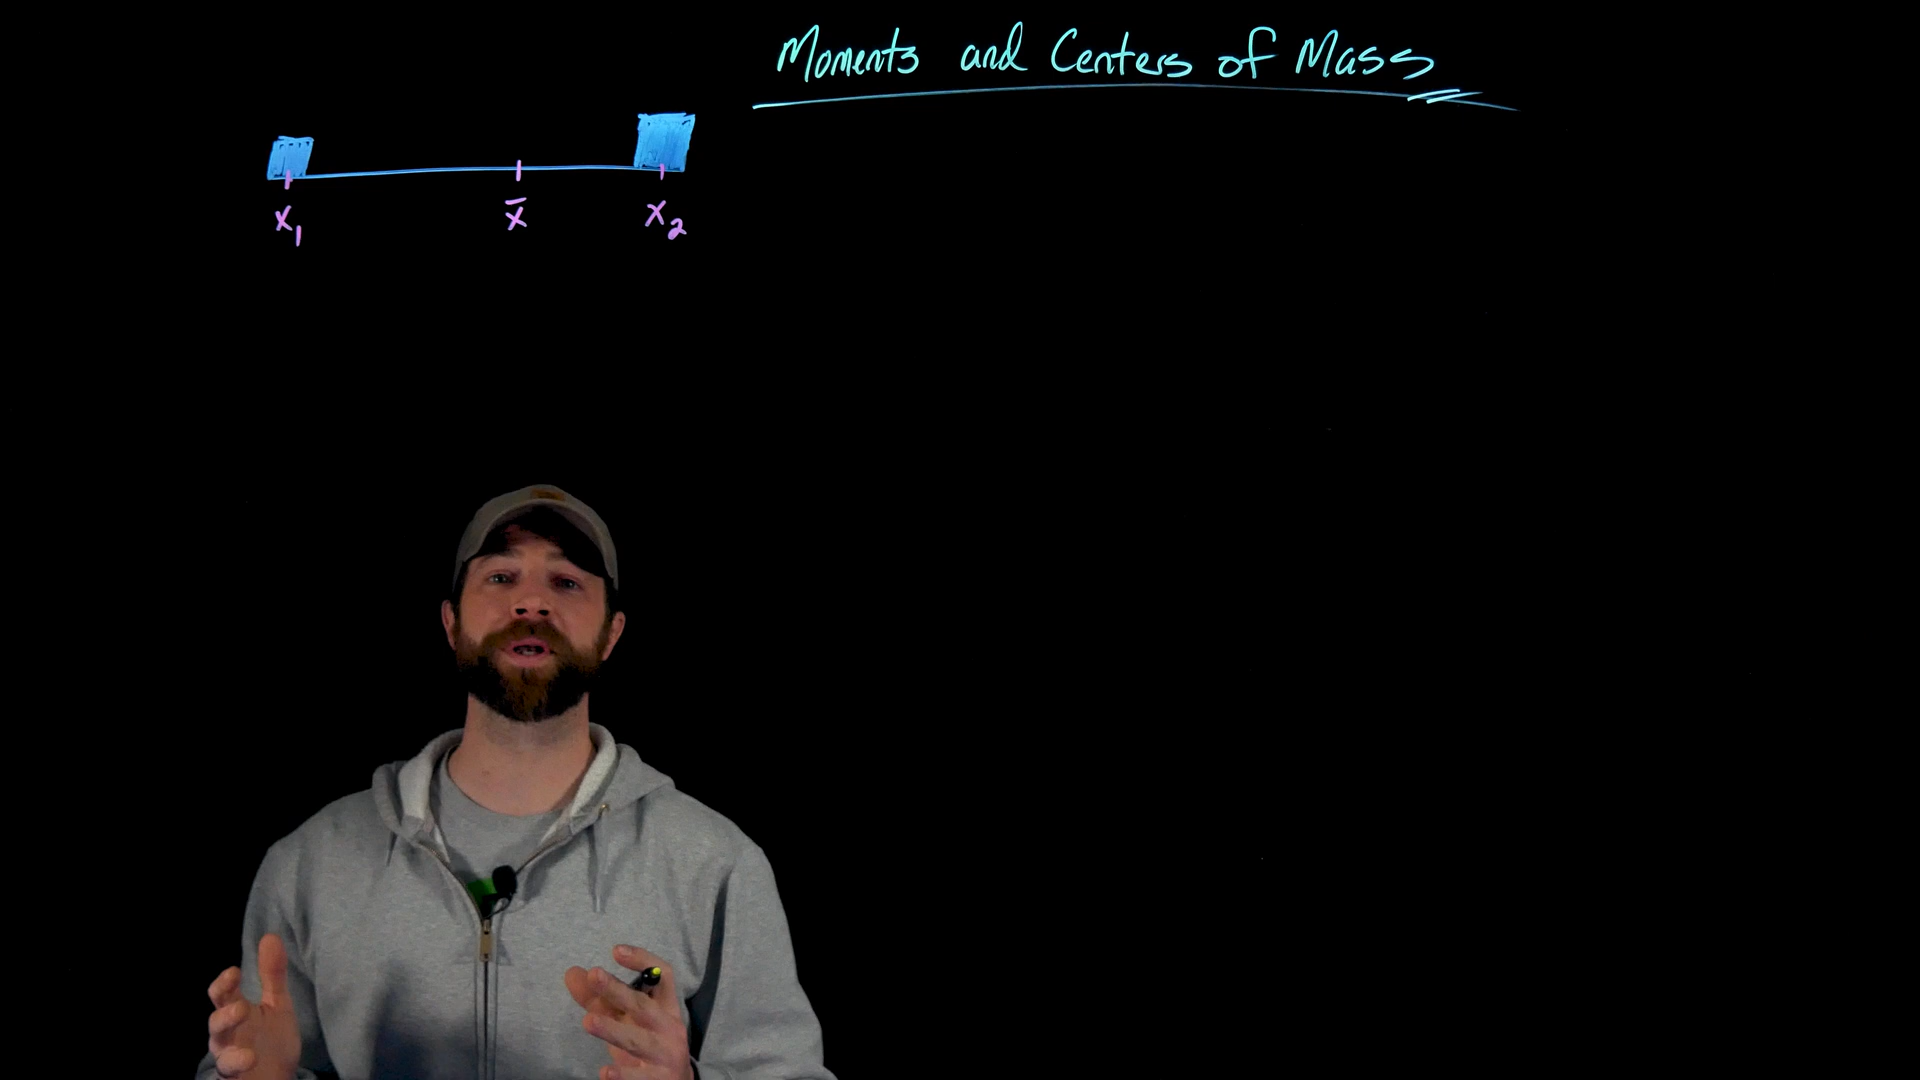 Moments and Centers of Mass
x₁ x̄ x₂